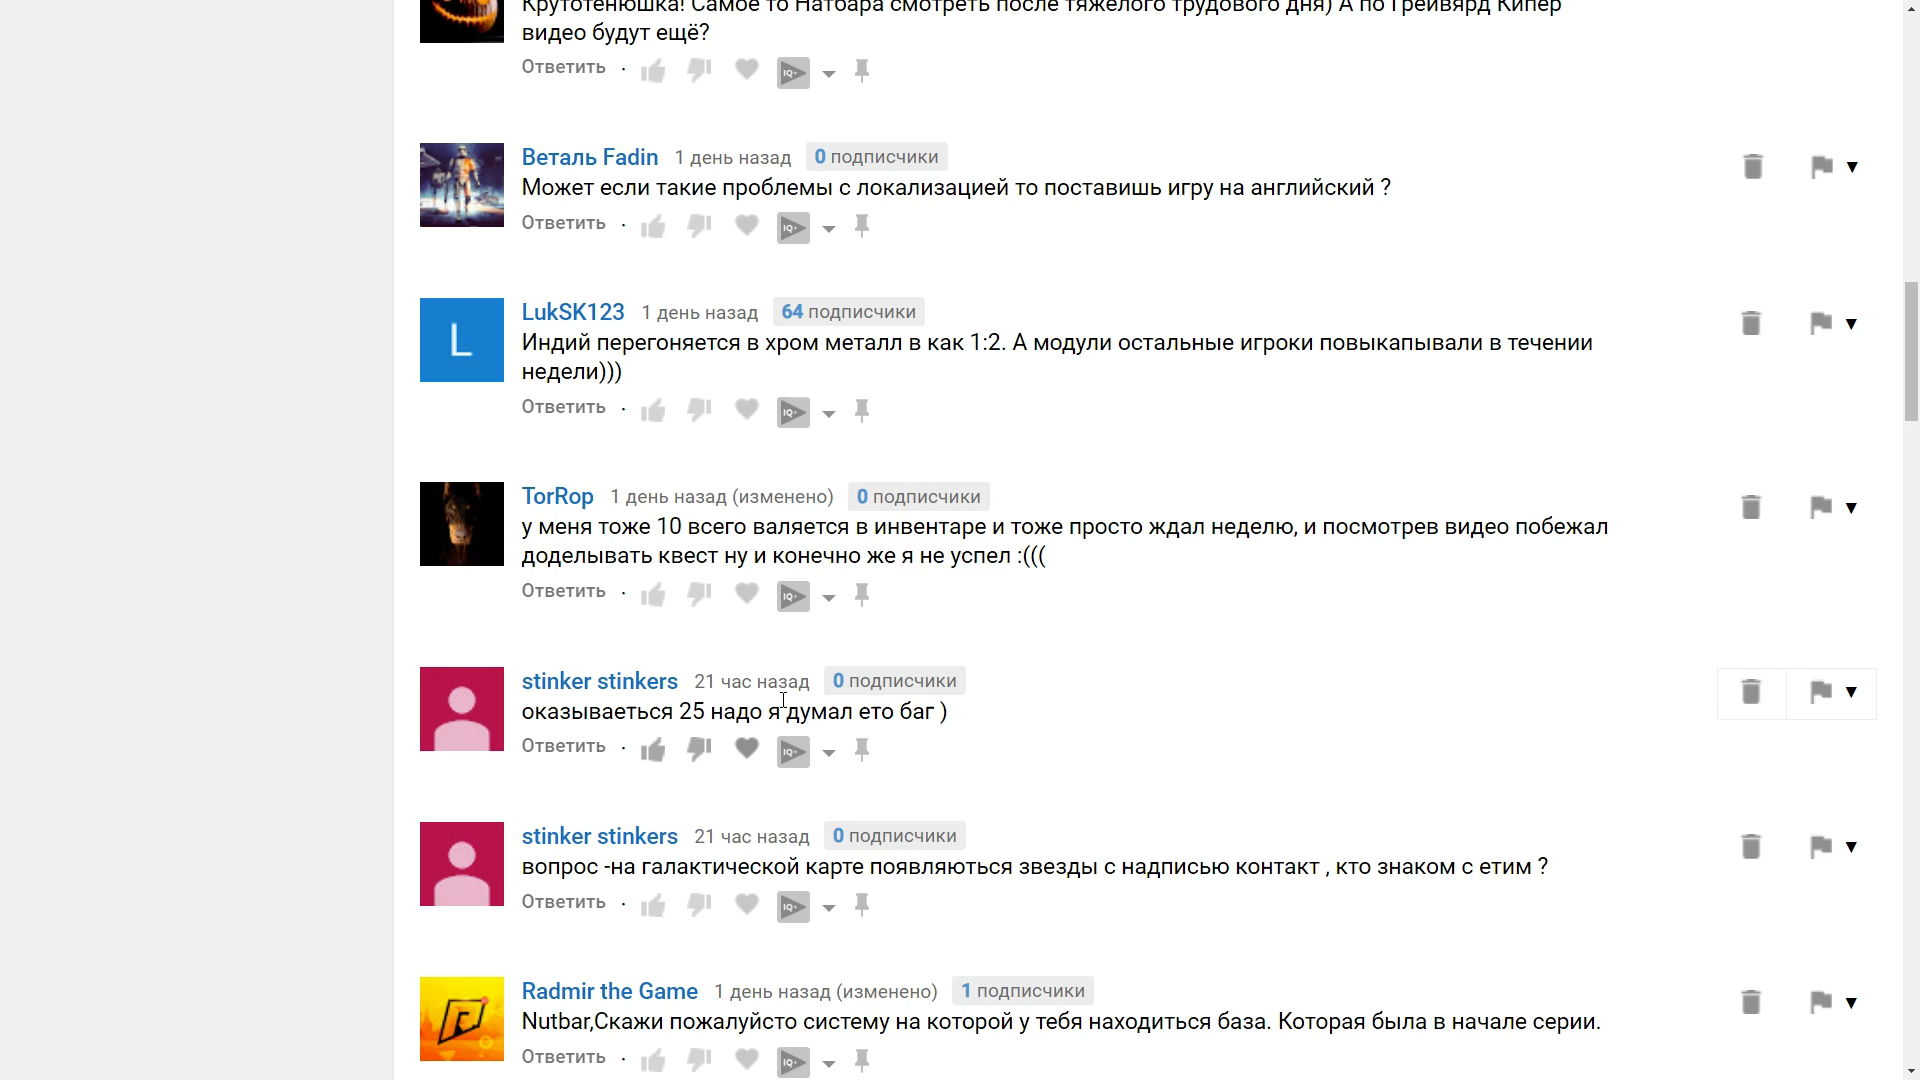 Крутотенюшка! Самое то Натбара смотреть после тяжёлого трудового дня) А по Грейвярд Кипер
видео будут ещё?
Ответить
Веталь Fadin 1 день назад 0 подписчики
Может если такие проблемы с локализацией то поставишь игру на английский ?
Ответить
LukSK123 1 день назад 64 подписчики
L
Индий перегоняется в хром металл в как 1:2. А модули остальные игроки повыкапывали в течении
недели)))
Ответить
TorRop 1 день назад (изменено) 0 подписчики
у меня тоже 10 всего валяется в инвентаре и тоже просто ждал неделю, и посмотрев видео побежал
доделывать квест ну и конечно же я не успел :(((
Ответить
stinker stinkers 21 час назад 0 подписчики
оказываеться 25 надо я думал ето баг )
Ответить
stinker stinkers 21 час назад 0 подписчики
вопрос -на галактической карте появляються звезды с надписью контакт , кто знаком с етим ?
Ответить
Radmir the Game 1 день назад (изменено) 1 подписчики
Nutbar,Скажи пожалуйсто систему на которой у тебя находиться база. Которая была в начале серии.
Ответить